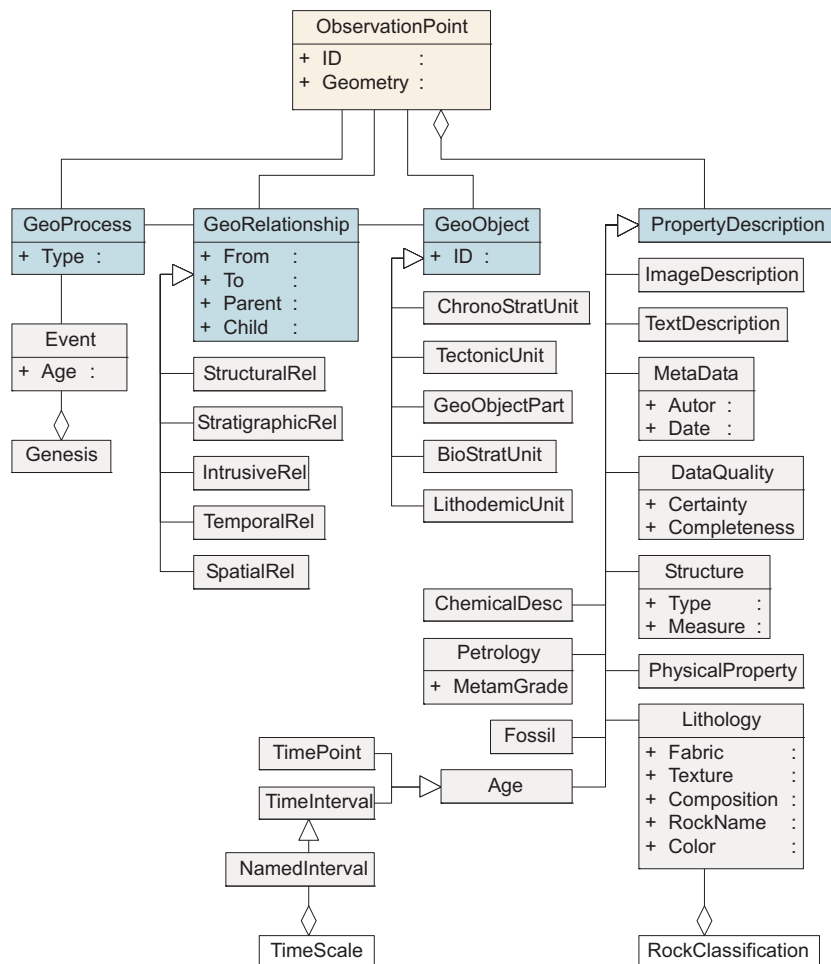 ObservationPoint
+ ID :
+ Geometry :
GeoProcess
+ Type :
GeoRelationship
+ From :
+ To :
+ Parent :
+ Child :
GeoObject
+ ID :
PropertyDescription
Event
+ Age :
Genesis
StructuralRel
StratigraphicRel
IntrusiveRel
TemporalRel
SpatialRel
ChronoStratUnit
TectonicUnit
GeoObjectPart
BioStratUnit
LithodemicUnit
ImageDescription
TextDescription
MetaData
+ Autor :
+ Date :
DataQuality
+ Certainty
+ Completeness
Structure
+ Type :
+ Measure :
ChemicalDesc
Petrology
+ MetamGrade
PhysicalProperty
Fossil
Lithology
+ Fabric :
+ Texture :
+ Composition :
+ RockName :
+ Color :
TimePoint
TimeInterval
Age
NamedInterval
TimeScale
RockClassification